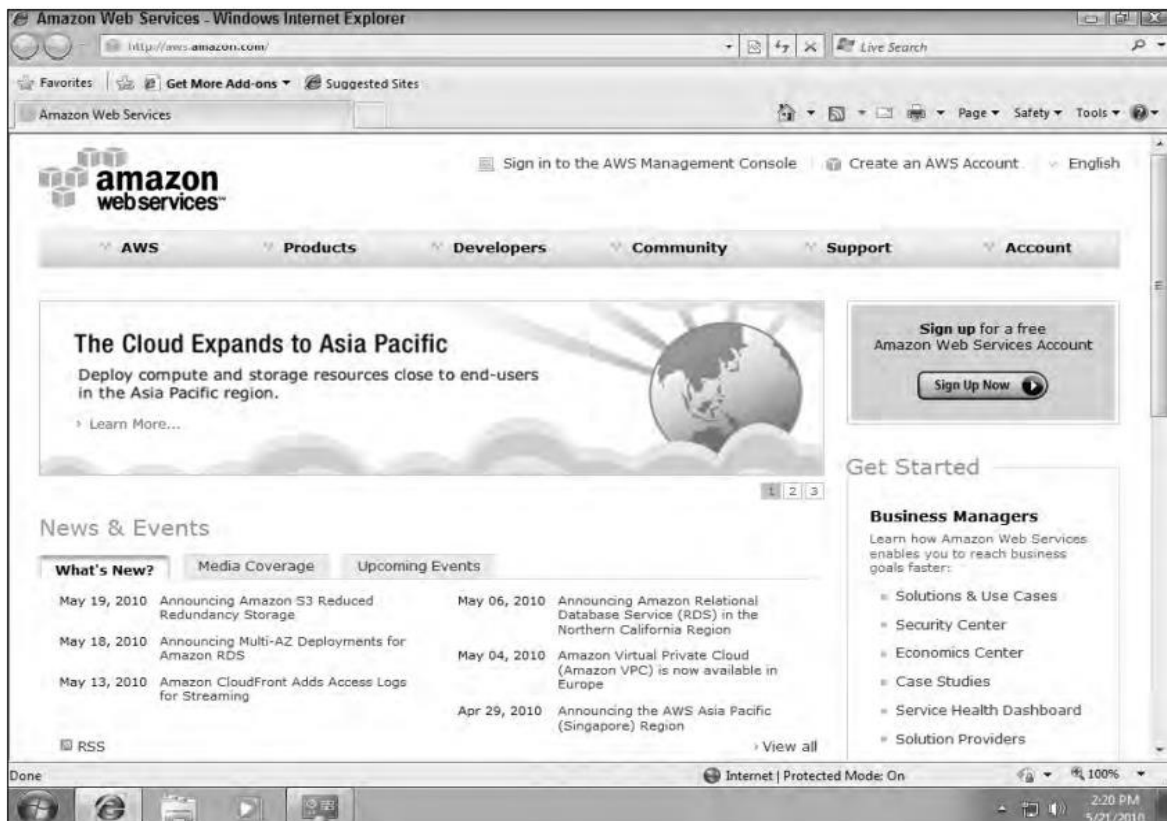 Amazon Web Services - Windows Internet Explorer
http://aws.amazon.com/
Live Search
Favorites
Get More Add-ons
Suggested Sites
Amazon Web Services
Page
Safety
Tools
amazon
webservices™
Sign in to the AWS Management Console
Create an AWS Account
English
AWS
Products
Developers
Community
Support
Account
The Cloud Expands to Asia Pacific
Deploy compute and storage resources close to end-users
in the Asia Pacific region.
Learn More...
1 2 3
Sign up for a free
Amazon Web Services Account
Sign Up Now
News & Events
What's New?
Media Coverage
Upcoming Events
May 19, 2010 Announcing Amazon S3 Reduced
Redundancy Storage
May 18, 2010 Announcing Multi-AZ Deployments for
Amazon RDS
May 13, 2010 Amazon CloudFront Adds Access Logs
for Streaming
RSS
May 06, 2010 Announcing Amazon Relational
Database Service (RDS) in the
Northern California Region
May 04, 2010 Amazon Virtual Private Cloud
(Amazon VPC) is now available in
Europe
Apr 29, 2010 Announcing the AWS Asia Pacific
(Singapore) Region
View all
Get Started
Business Managers
Learn how Amazon Web Services
enables you to reach business
goals faster:
Solutions & Use Cases
Security Center
Economics Center
Case Studies
Service Health Dashboard
Solution Providers
Done
Internet | Protected Mode: On
100%
2:20 PM
5/21/2010